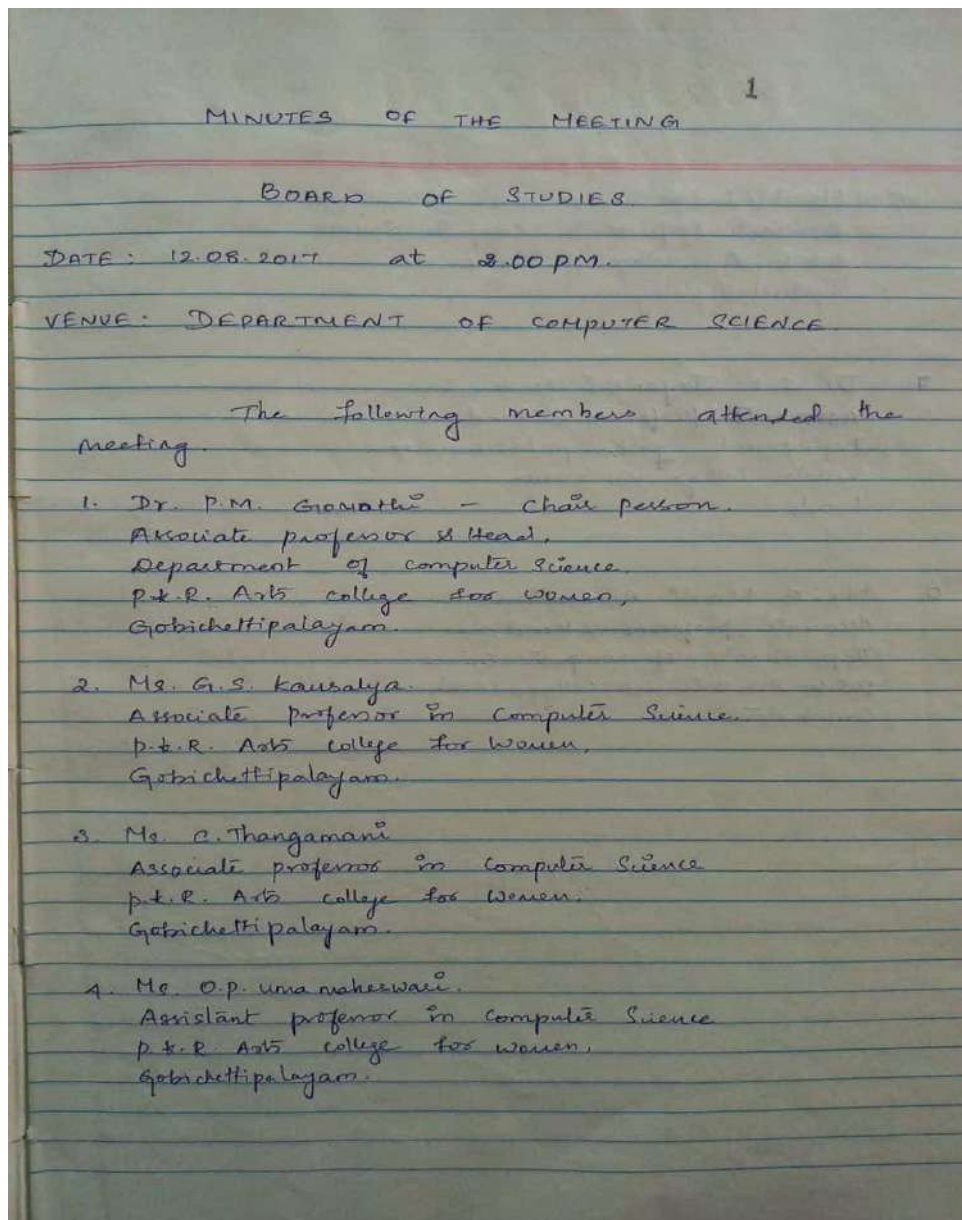 1
MINUTES OF THE MEETING
BOARD OF STUDIES.
DATE : 12.08.2017 at 2.00 PM.
VENUE : DEPARTMENT OF COMPUTER SCIENCE
The following members attended the
meeting.
1. Dr. P.M. Gomathi - Chair person.
Associate professor & Head,
Department of computer Science.
P.K.R. Arts college for women,
Gobichettipalayam.
2. Ms. G.S. Kausalya.
Associate professor in Computer Science.
P.K.R. Arts college for women,
Gobichettipalayam.
3. Ms. C. Thangamani
Associate professor in Computer Science
P.K.R. Arts college for women.
Gobichettipalayam.
4. Ms. O.P. Uma maheswari.
Assistant professor in Computer Science
P.K.R. Arts college for women,
Gobichettipalayam.